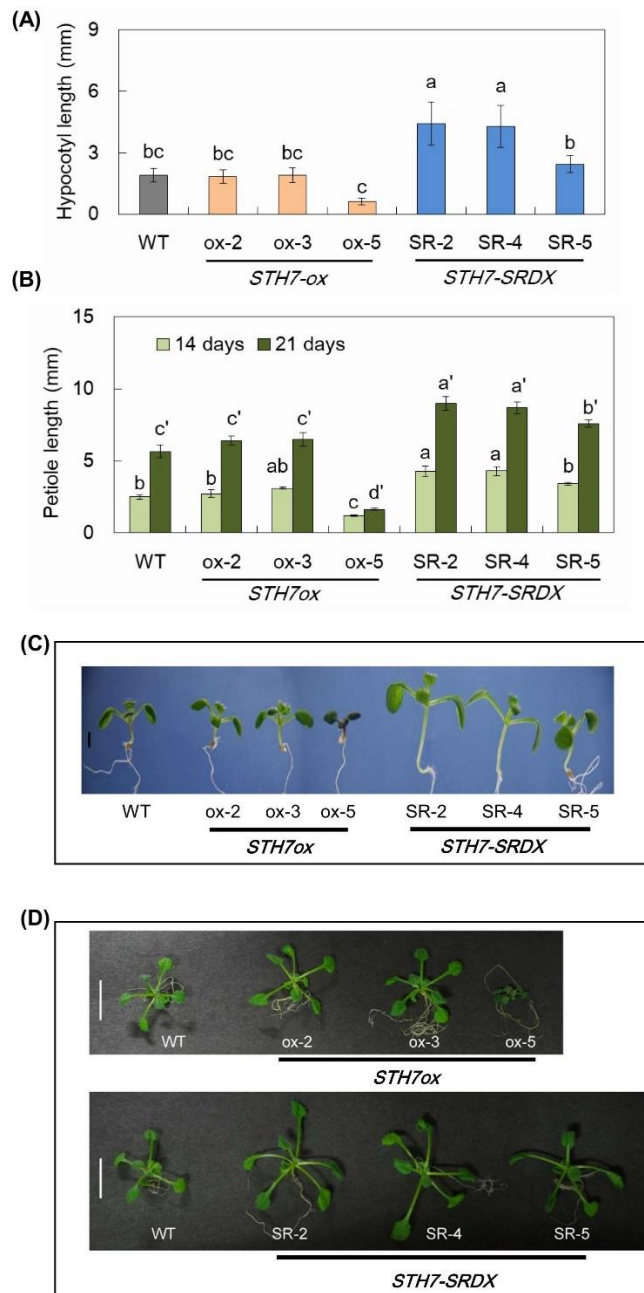 (A)
Hypocotyl length (mm)
9
6
3
0
bc
bc
bc
c
a
a
b
WT
ox-2
ox-3
ox-5
SR-2
SR-4
SR-5
STH7-ox
STH7-SRDX
(B)
Petiole length (mm)
15
10
5
0
14 days
21 days
b
c'
b
c'
ab
c'
c
d'
a
a'
a
a'
b
b'
WT
ox-2
ox-3
ox-5
SR-2
SR-4
SR-5
STH7ox
STH7-SRDX
(C)
WT
ox-2
ox-3
ox-5
SR-2
SR-4
SR-5
STH7ox
STH7-SRDX
(D)
WT
ox-2
ox-3
ox-5
STH7ox
WT
SR-2
SR-4
SR-5
STH7-SRDX